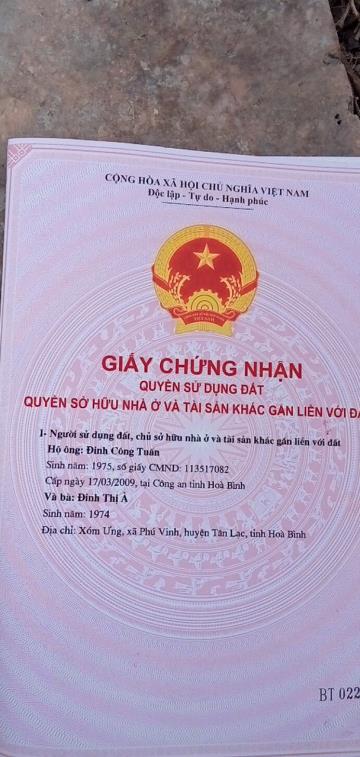 CỘNG HÒA XÃ HỘI CHỦ NGHĨA VIỆT NAM
Độc lập - Tự do - Hạnh phúc
VIỆT NAM
GIẤY CHỨNG NHẬN
QUYỀN SỬ DỤNG ĐẤT
QUYỀN SỞ HỮU NHÀ Ở VÀ TÀI SẢN KHÁC GẮN LIỀN VỚI
I- Người sử dụng đất, chủ sở hữu nhà ở và tài sản khác gắn liền với đất
Hộ ông: Đinh Công Tuấn
Sinh năm: 1975, số giấy CMND: 113517082
Cấp ngày 17/03/2009, tại Công an tỉnh Hoà Bình
Và bà: Đinh Thị À
Sinh năm: 1974
Địa chỉ: Xóm Ưng, xã Phú Vinh, huyện Tân Lạc, tỉnh Hoà Bình
BT 022